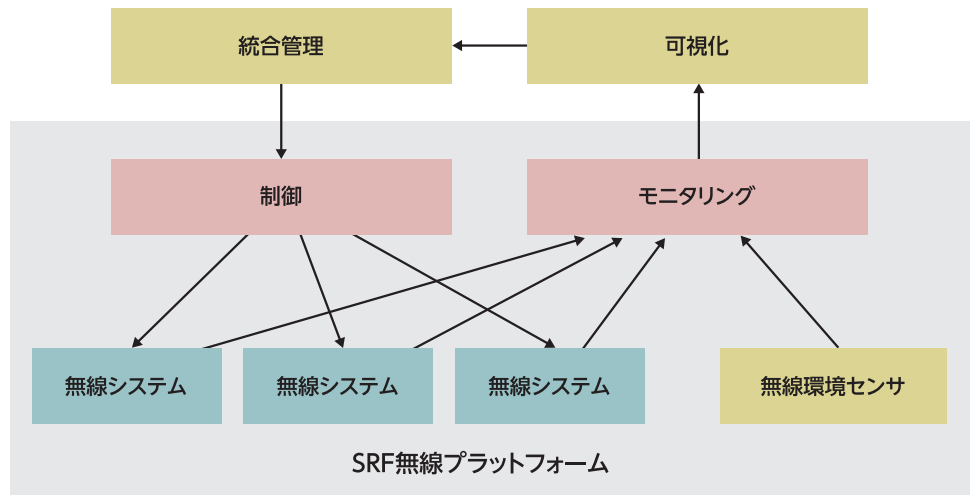 統合管理
可視化
制御
モニタリング
無線システム
無線システム
無線システム
無線環境センサ
SRF無線プラットフォーム